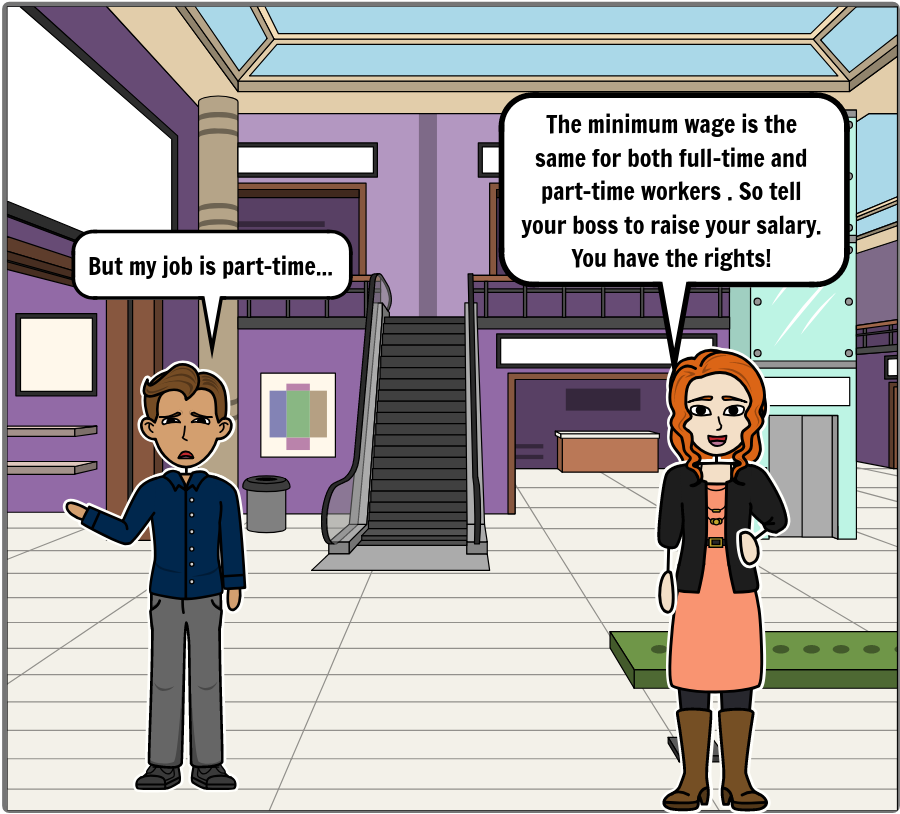 But my job is part-time...
The minimum wage is the
same for both full-time and
part-time workers . So tell
your boss to raise your salary.
You have the rights!